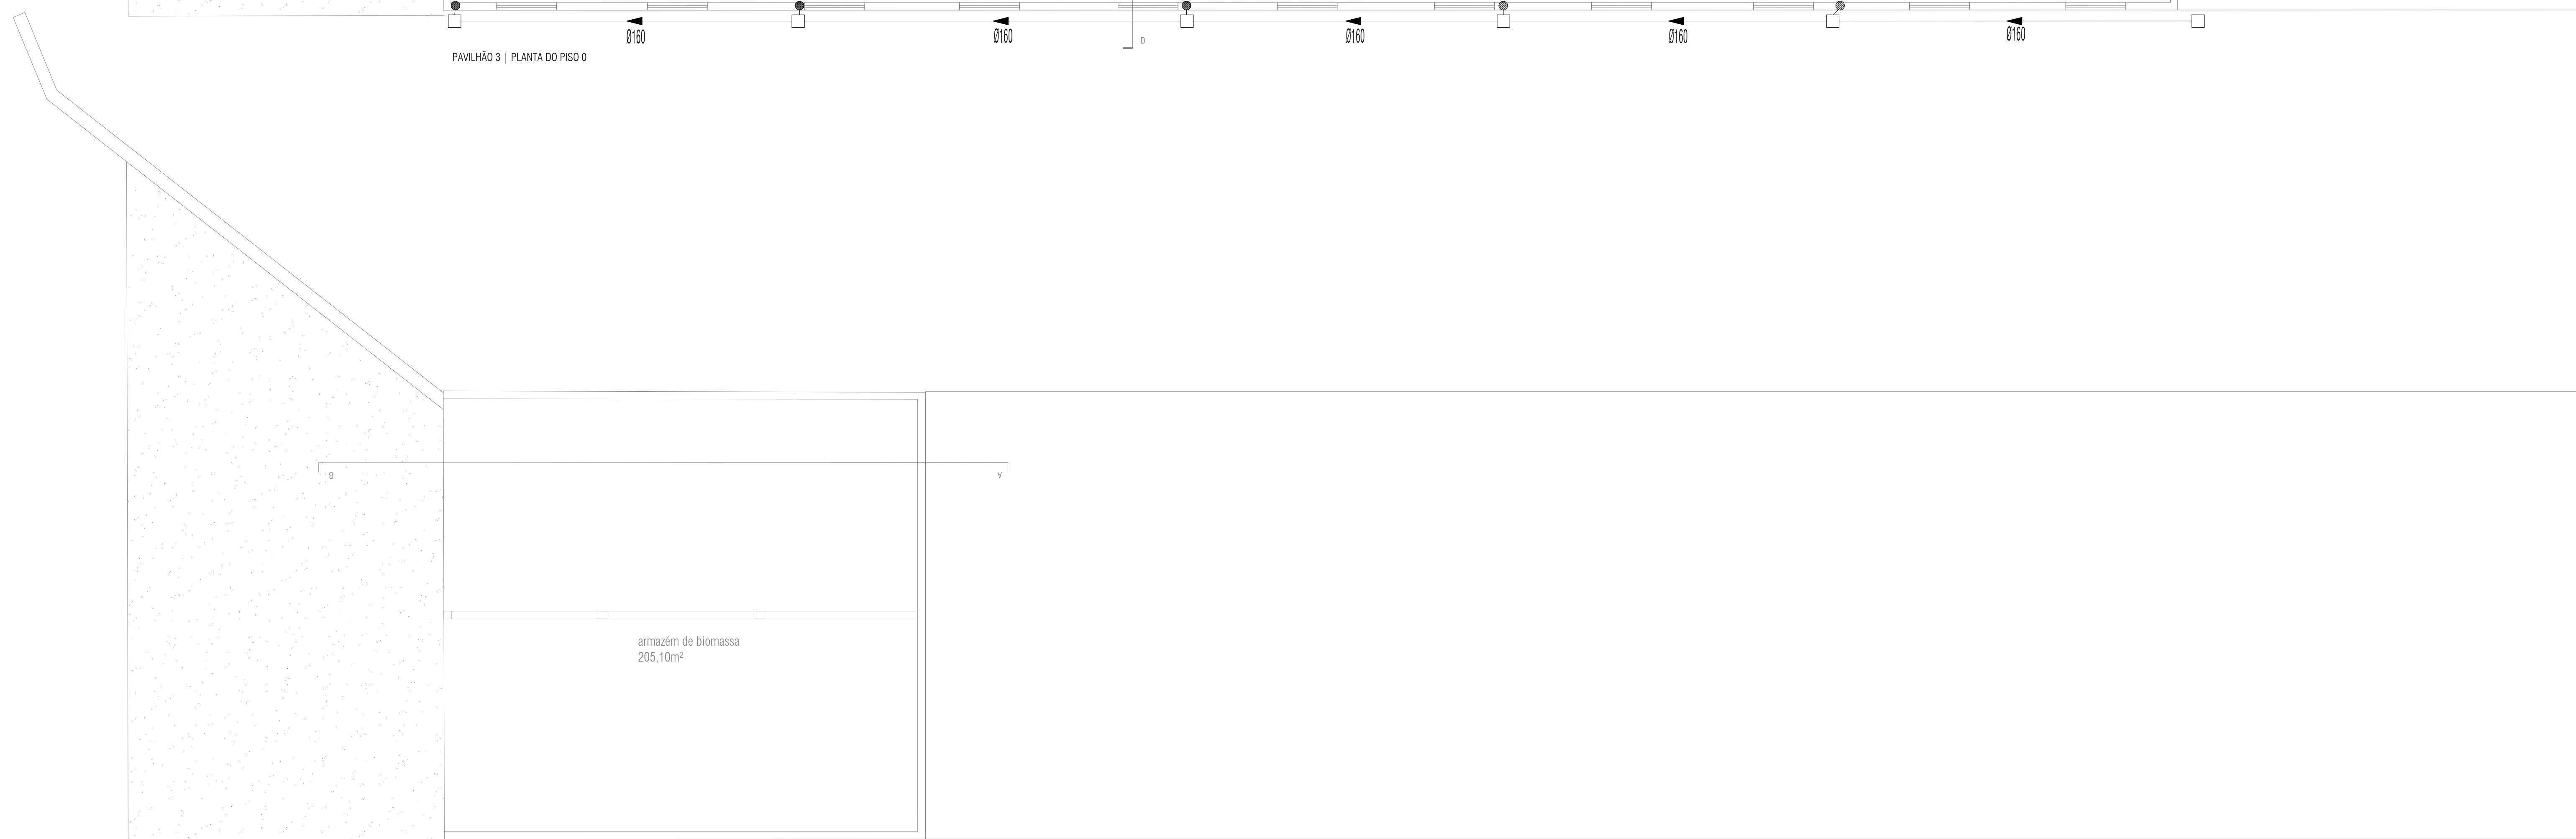 Ø160
Ø160
Ø160
Ø160
Ø160
D
PAVILHÃO 3 | PLANTA DO PISO 0
B
A
armazém de biomassa
205,10m²